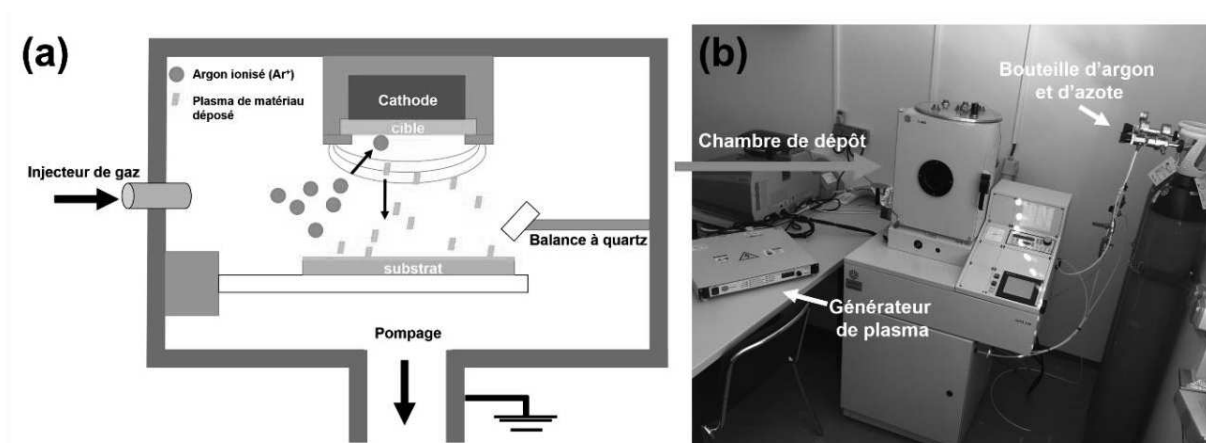 (a)
Argon ionisé (Ar⁺)
Plasma de matériau
déposé
Cathode
cible
Injecteur de gaz
Balance à quartz
substrat
Pompage
(b)
Bouteille d'argon
et d'azote
Chambre de dépôt
Générateur
de plasma